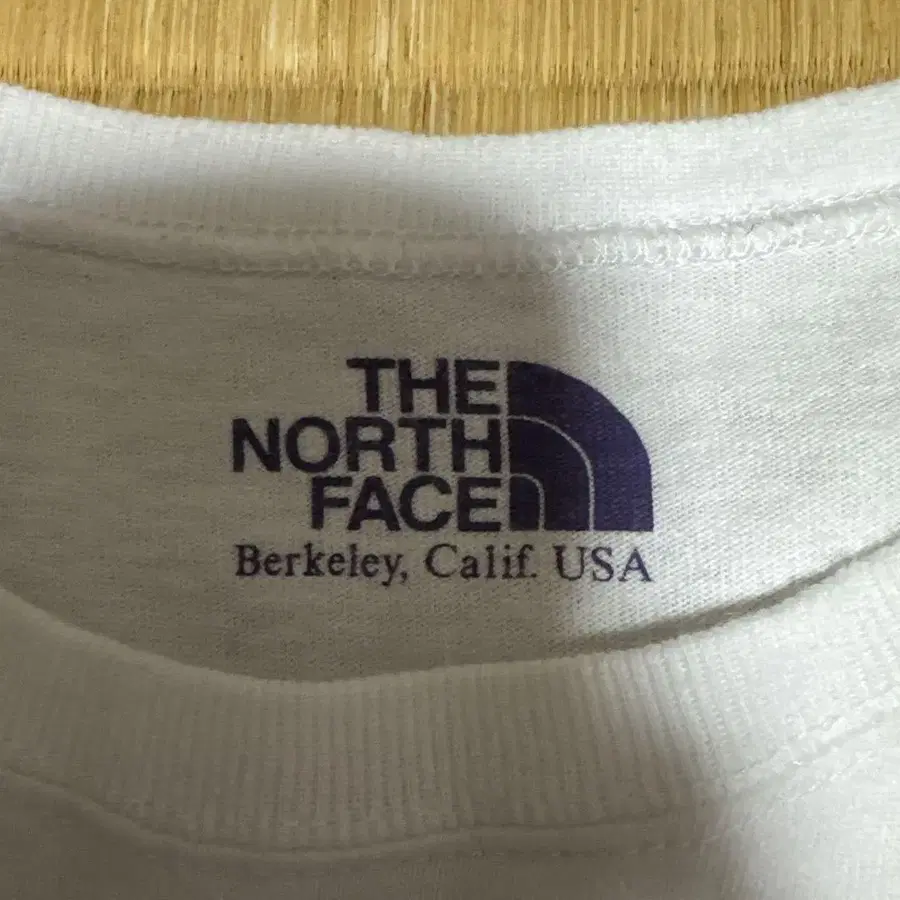 THE
NORTH
FACE
Berkeley, Calif. USA